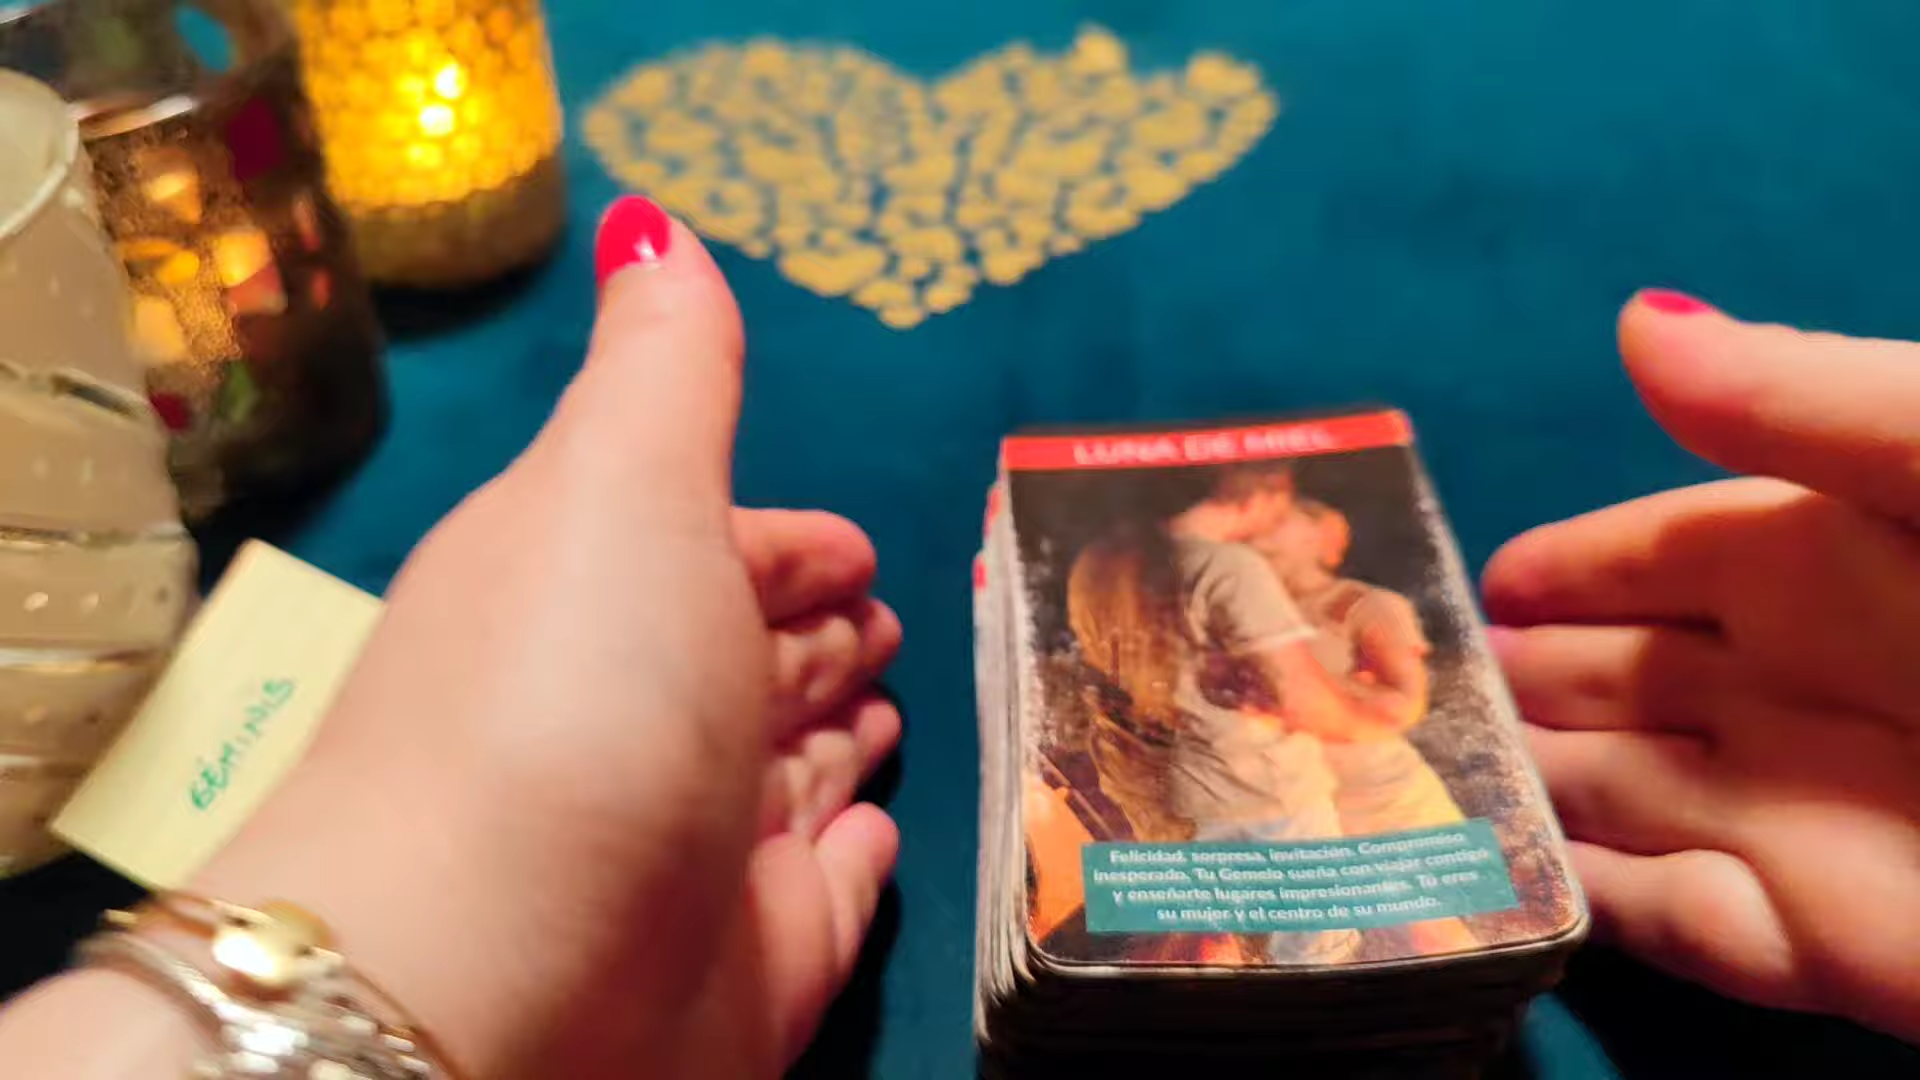 LUNA DE MIEL
Felicidad, sorpresa, invitación. Compromiso
inesperado. Tu Gemelo sueña con viajar contigo
y enseñarte lugares impresionantes. Tú eres
su mujer y el centro de su mundo.
GÉMINIS